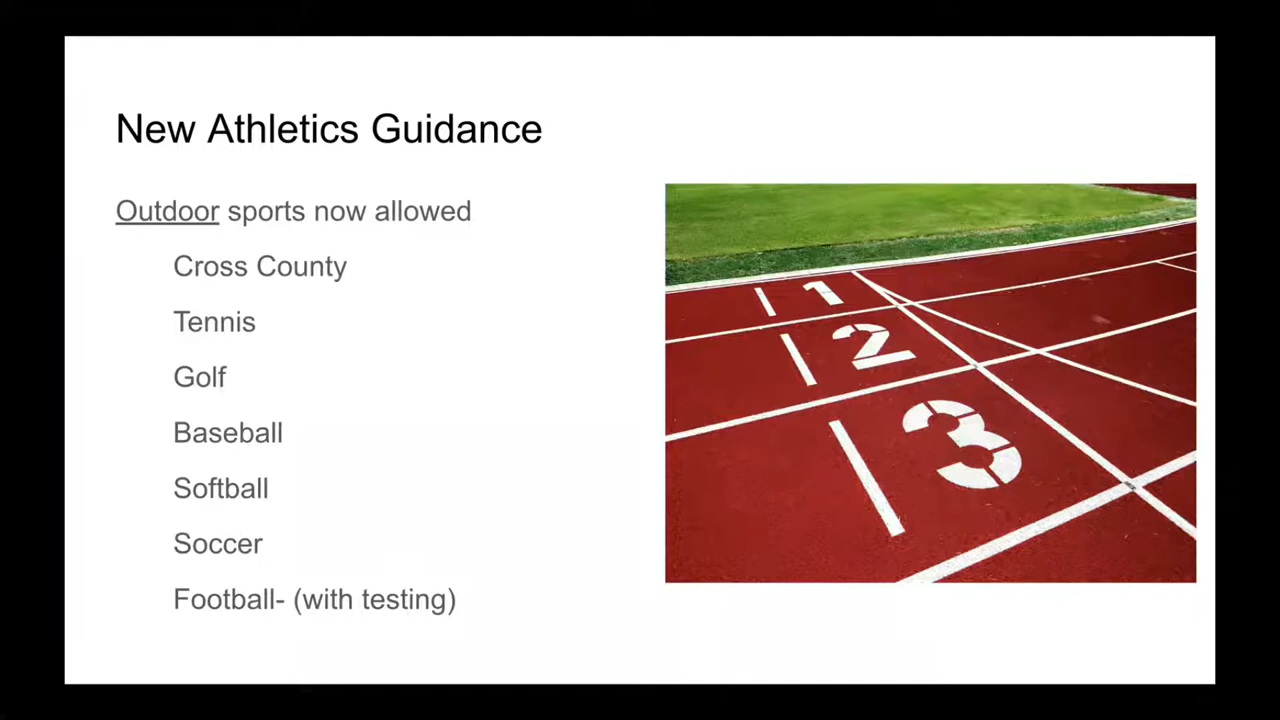 New Athletics Guidance
Outdoor sports now allowed
Cross County
Tennis
Golf
Baseball
Softball
Soccer
Football- (with testing)
1
2
3